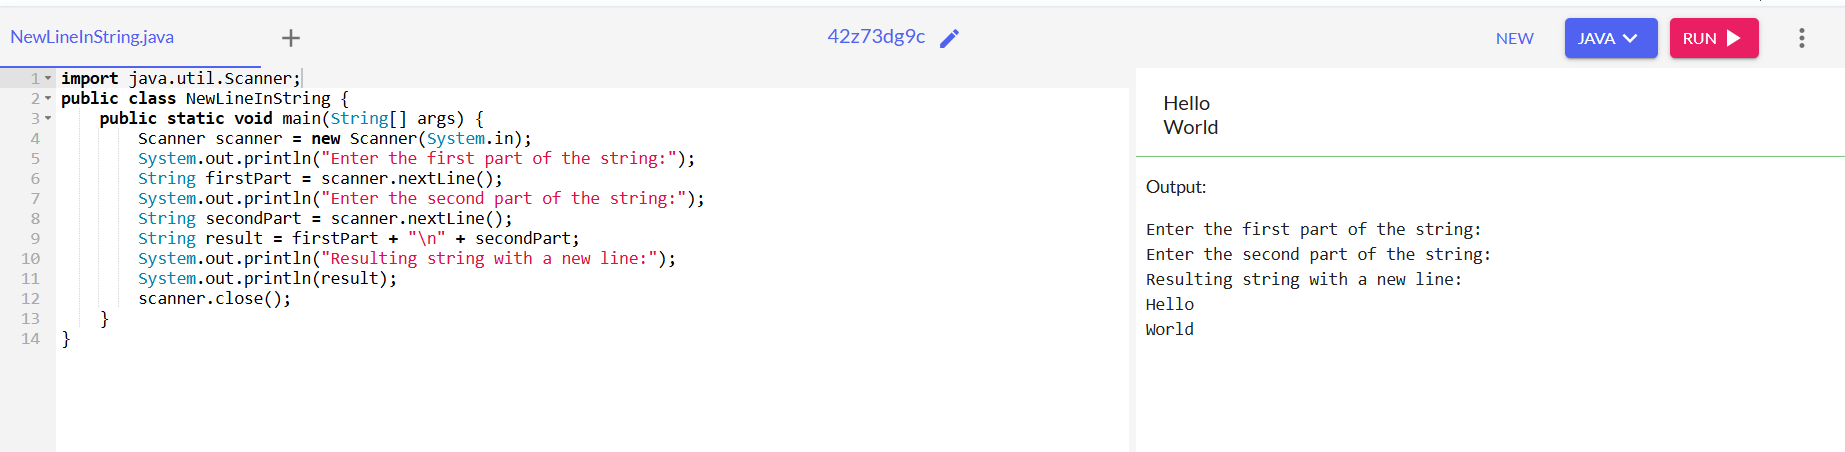 NewLineInString.java
42z73dg9c
NEW
JAVA
RUN
1 import java.util.Scanner;
2 public class NewLineInString {
3     public static void main(String[] args) {
4         Scanner scanner = new Scanner(System.in);
5         System.out.println("Enter the first part of the string:");
6         String firstPart = scanner.nextLine();
7         System.out.println("Enter the second part of the string:");
8         String secondPart = scanner.nextLine();
9         String result = firstPart + "\n" + secondPart;
10         System.out.println("Resulting string with a new line:");
11         System.out.println(result);
12         scanner.close();
13     }
14 }
Hello
World
Output:
Enter the first part of the string:
Enter the second part of the string:
Resulting string with a new line:
Hello
World